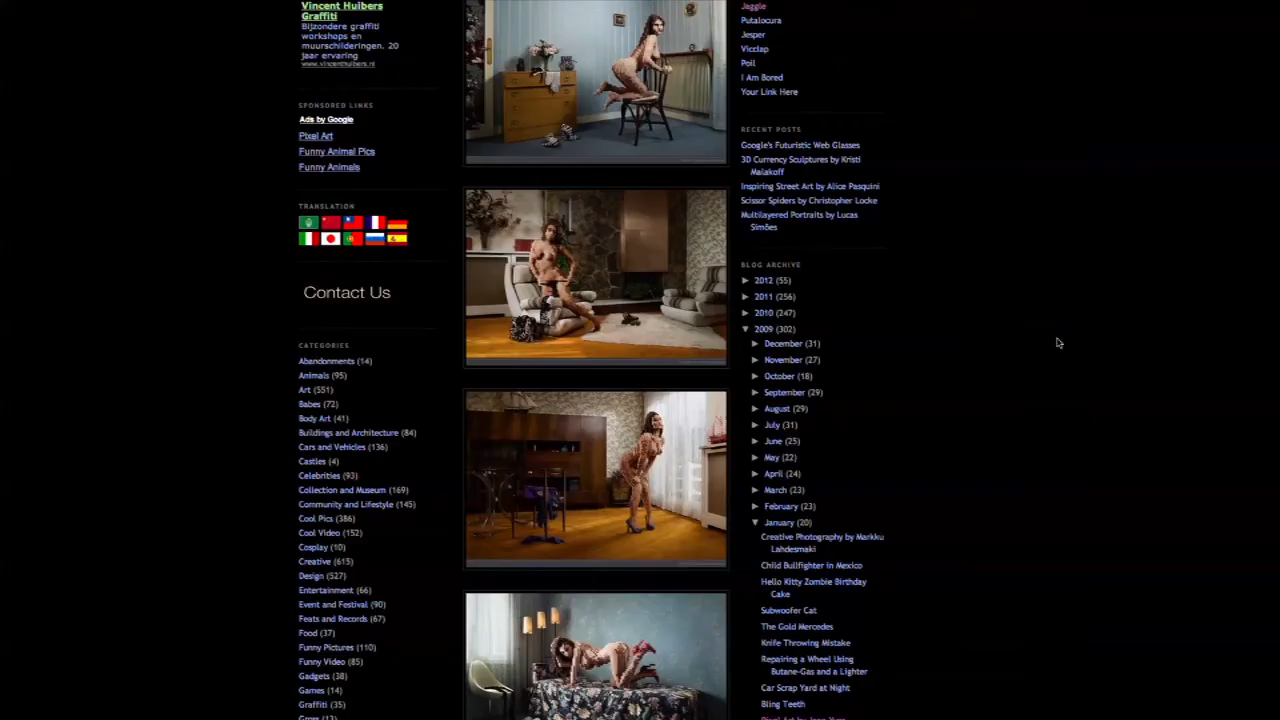 Vincent Huibers
Graffiti
Bijzondere graffiti
workshops en
muurschilderingen. 20
jaar ervaring
www.vincenthuibers.nl
SPONSORED LINKS
Ads by Google
Pixel Art
Funny Animal Pics
Funny Animals
TRANSLATION
Contact Us
CATEGORIES
Abandonments (14)
Animals (95)
Art (551)
Babes (72)
Body Art (41)
Buildings and Architecture (84)
Cars and Vehicles (136)
Castles (4)
Celebrities (93)
Collection and Museum (169)
Community and Lifestyle (145)
Cool Pics (386)
Cool Video (152)
Cosplay (10)
Creative (615)
Design (527)
Entertainment (66)
Event and Festival (90)
Feats and Records (67)
Food (37)
Funny Pictures (110)
Funny Video (85)
Gadgets (38)
Games (14)
Graffiti (35)
Gross (13)
Jaggle
Putalocura
Jesper
Vicclap
Poil
I Am Bored
Your Link Here
RECENT POSTS
Google's Futuristic Web Glasses
3D Currency Sculptures by Kristi
Malakoff
Inspiring Street Art by Alice Pasquini
Scissor Spiders by Christopher Locke
Multilayered Portraits by Lucas
Simões
BLOG ARCHIVE
► 2012 (55)
► 2011 (256)
► 2010 (247)
▼ 2009 (302)
► December (31)
► November (27)
► October (18)
► September (29)
► August (29)
► July (31)
► June (25)
► May (22)
► April (24)
► March (23)
► February (23)
▼ January (20)
Creative Photography by Markku
Lahdesmaki
Child Bullfighter in Mexico
Hello Kitty Zombie Birthday
Cake
Subwoofer Cat
The Gold Mercedes
Knife Throwing Mistake
Repairing a Wheel Using
Butane-Gas and a Lighter
Car Scrap Yard at Night
Bling Teeth